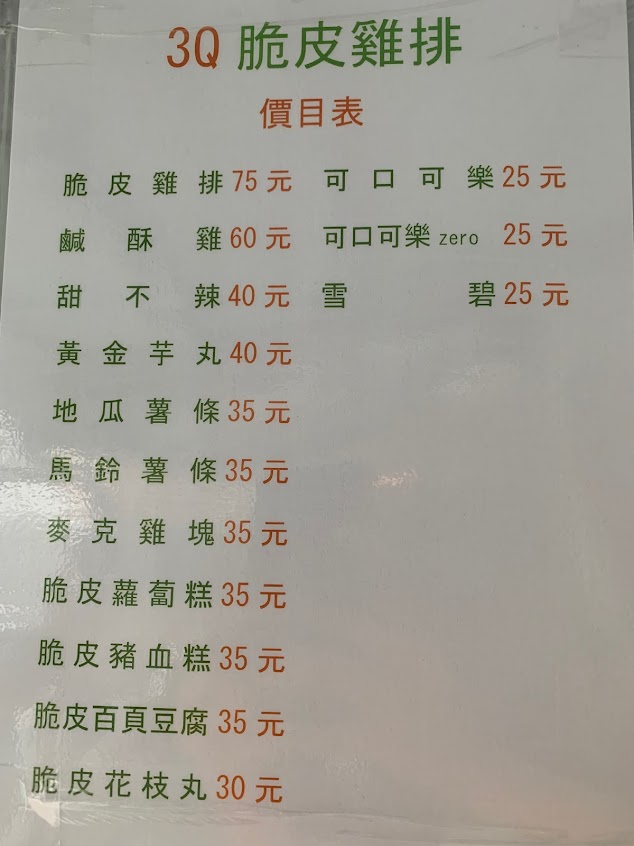 3Q 脆皮雞排
價目表
脆皮雞排 75 元 可口可樂 25 元
鹹酥雞 60 元 可口可樂 zero 25 元
甜不辣 40 元 雪碧 25 元
黃金芋丸 40 元
地瓜薯條 35 元
馬鈴薯條 35 元
麥克雞塊 35 元
脆皮蘿蔔糕 35 元
脆皮豬血糕 35 元
脆皮百頁豆腐 35 元
脆皮花枝丸 30 元